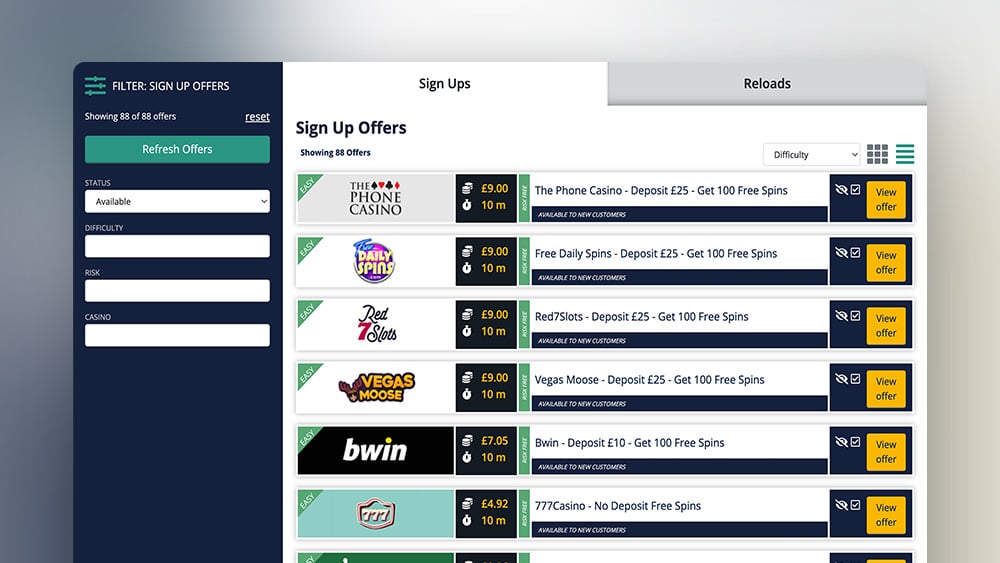 FILTER: SIGN UP OFFERS
Showing 88 of 88 offers
reset
Refresh Offers
STATUS
Available
DIFFICULTY
RISK
CASINO
Sign Ups
Reloads
Sign Up Offers
Showing 88 Offers
Difficulty
EASY
THE
PHONE
CASINO
£9.00
10 m
RISK FREE
The Phone Casino - Deposit £25 - Get 100 Free Spins
AVAILABLE TO NEW CUSTOMERS
View
offer
EASY
Free
DAILY
SPINS
£9.00
10 m
RISK FREE
Free Daily Spins - Deposit £25 - Get 100 Free Spins
AVAILABLE TO NEW CUSTOMERS
View
offer
EASY
Red
7Slots
£9.00
10 m
RISK FREE
Red7Slots - Deposit £25 - Get 100 Free Spins
AVAILABLE TO NEW CUSTOMERS
View
offer
EASY
VEGAS
MOOSE
£9.00
10 m
RISK FREE
Vegas Moose - Deposit £25 - Get 100 Free Spins
AVAILABLE TO NEW CUSTOMERS
View
offer
EASY
bwin
£7.05
10 m
RISK FREE
Bwin - Deposit £10 - Get 100 Free Spins
AVAILABLE TO NEW CUSTOMERS
View
offer
EASY
777
£4.92
10 m
RISK FREE
777Casino - No Deposit Free Spins
AVAILABLE TO NEW CUSTOMERS
View
offer